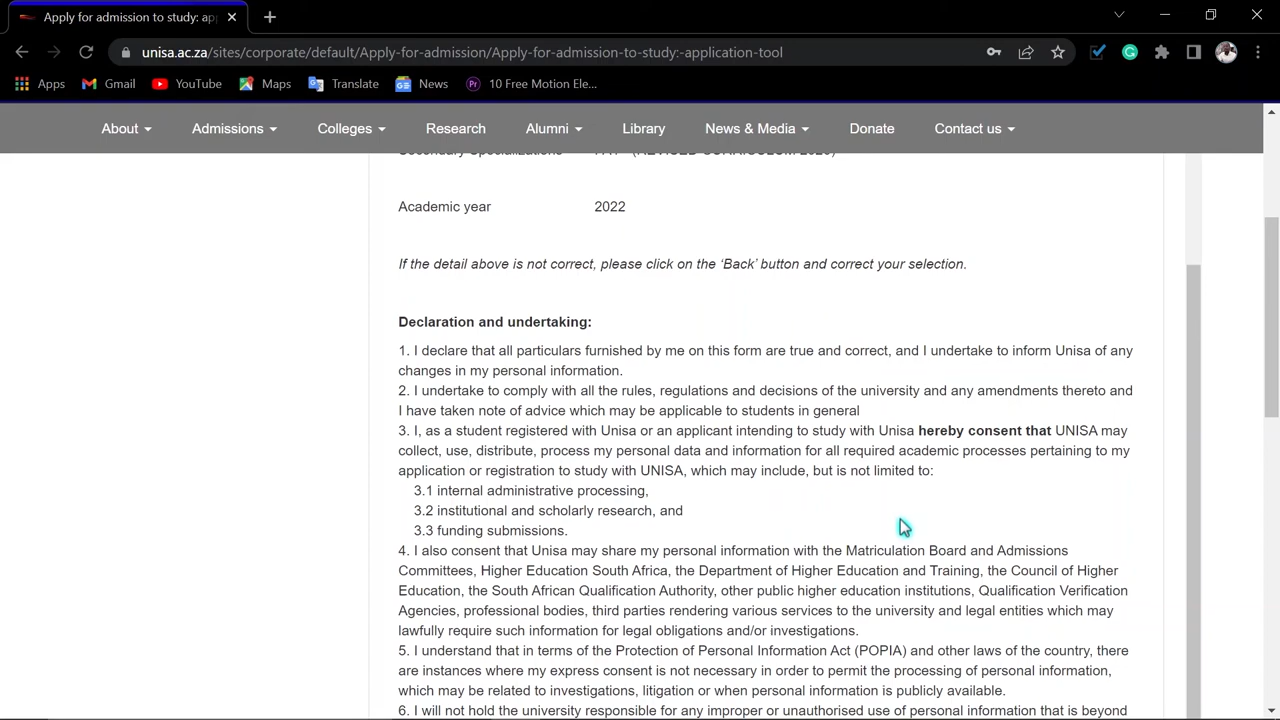 Apply for admission to study: ap
unisa.ac.za/sites/corporate/default/Apply-for-admission/Apply-for-admission-to-study:-application-tool
Apps Gmail YouTube Maps Translate News Pr 10 Free Motion Ele...
About Admissions Colleges Research Alumni Library News & Media Donate Contact us
Secondary Specializations
Academic year 2022
If the detail above is not correct, please click on the ‘Back’ button and correct your selection.
Declaration and undertaking:
1. I declare that all particulars furnished by me on this form are true and correct, and I undertake to inform Unisa of any
changes in my personal information.
2. I undertake to comply with all the rules, regulations and decisions of the university and any amendments thereto and
I have taken note of advice which may be applicable to students in general
3. I, as a student registered with Unisa or an applicant intending to study with Unisa hereby consent that UNISA may
collect, use, distribute, process my personal data and information for all required academic processes pertaining to my
application or registration to study with UNISA, which may include, but is not limited to:
3.1 internal administrative processing,
3.2 institutional and scholarly research, and
3.3 funding submissions.
4. I also consent that Unisa may share my personal information with the Matriculation Board and Admissions
Committees, Higher Education South Africa, the Department of Higher Education and Training, the Council of Higher
Education, the South African Qualification Authority, other public higher education institutions, Qualification Verification
Agencies, professional bodies, third parties rendering various services to the university and legal entities which may
lawfully require such information for legal obligations and/or investigations.
5. I understand that in terms of the Protection of Personal Information Act (POPIA) and other laws of the country, there
are instances where my express consent is not necessary in order to permit the processing of personal information,
which may be related to investigations, litigation or when personal information is publicly available.
6. I will not hold the university responsible for any improper or unauthorised use of personal information that is beyond